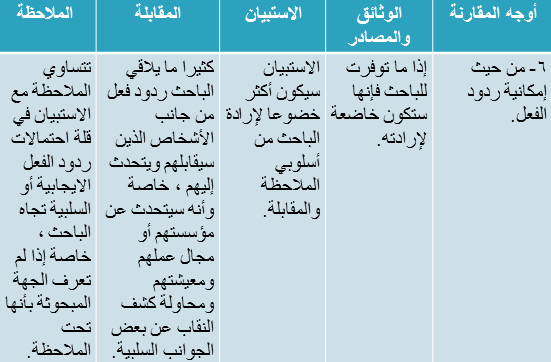 أوجه المقارنة
الوثائق
والمصادر
الاستبيان
المقابلة
الملاحظة
٦- من حيث
إمكانية ردود
الفعل.
إذا ما توفرت
للباحث فإنها
ستكون خاضعة
لإرادته.
الاستبيان
سيكون أكثر
خضوعا لإرادة
الباحث من
أسلوبي
الملاحظة
والمقابلة.
كثيرا ما يلاقي
الباحث ردود فعل
من جانب
الأشخاص الذين
سيقابلهم ويتحدث
إليهم ، خاصة
وأنه سيتحدث عن
مؤسستهم أو
مجال عملهم
ومعيشتهم
ومحاولة كشف
النقاب عن بعض
الجوانب السلبية.
تتساوي
الملاحظة مع
الاستبيان في
قلة احتمالات
ردود الفعل
الايجابية أو
السلبية تجاه
الباحث ،
خاصة إذا لم
تعرف الجهة
المبحوثة بأنها
تحت
الملاحظة.